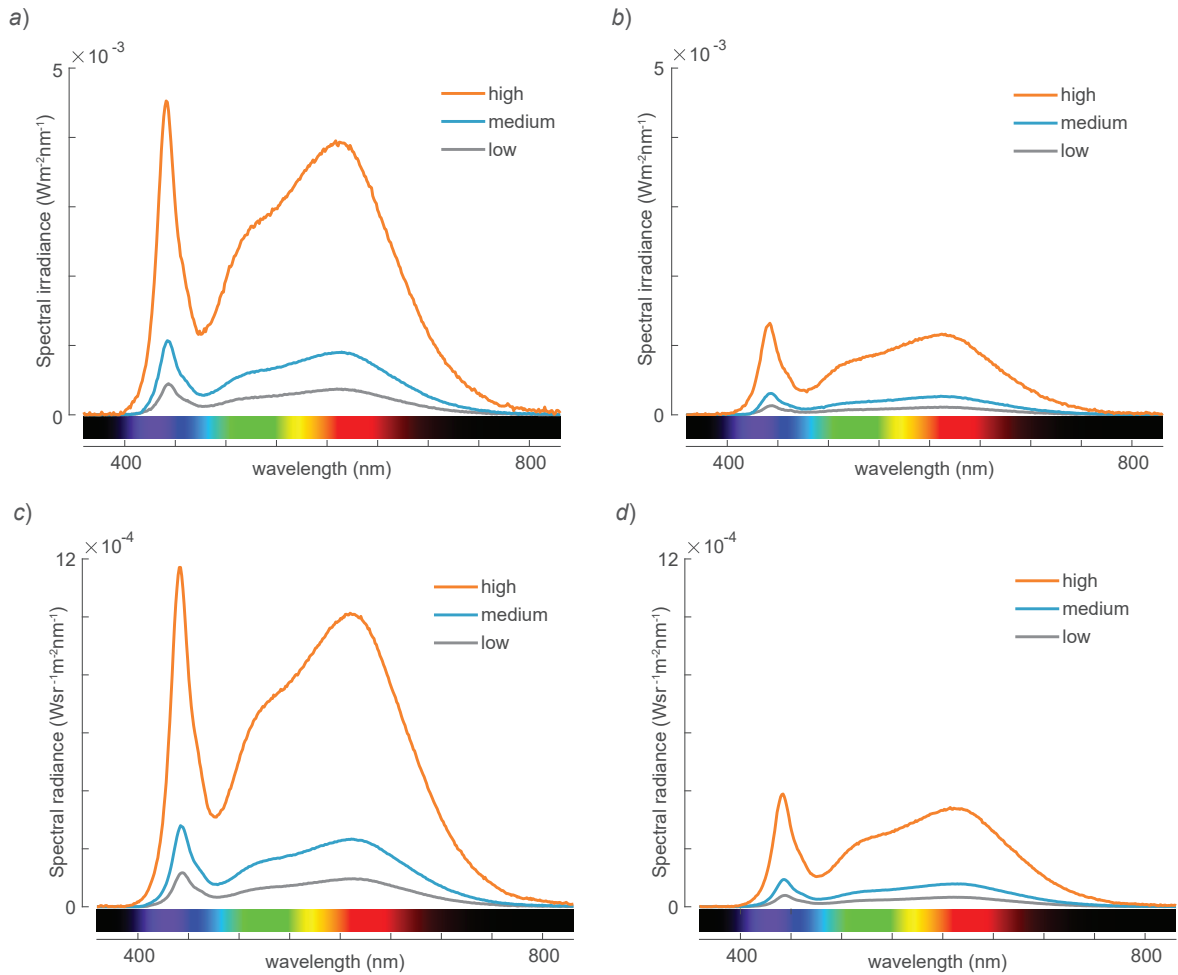 a)
×10⁻³
5
high
medium
low
Spectral irradiance (Wm⁻²nm⁻¹)
0
400
800
wavelength (nm)
b)
×10⁻³
5
high
medium
low
Spectral irradiance (Wm⁻²nm⁻¹)
0
400
800
wavelength (nm)
c)
×10⁻⁴
12
high
medium
low
Spectral radiance (Wsr⁻¹m⁻²nm⁻¹)
0
400
800
wavelength (nm)
d)
×10⁻⁴
12
high
medium
low
Spectral radiance (Wsr⁻¹m⁻²nm⁻¹)
0
400
800
wavelength (nm)